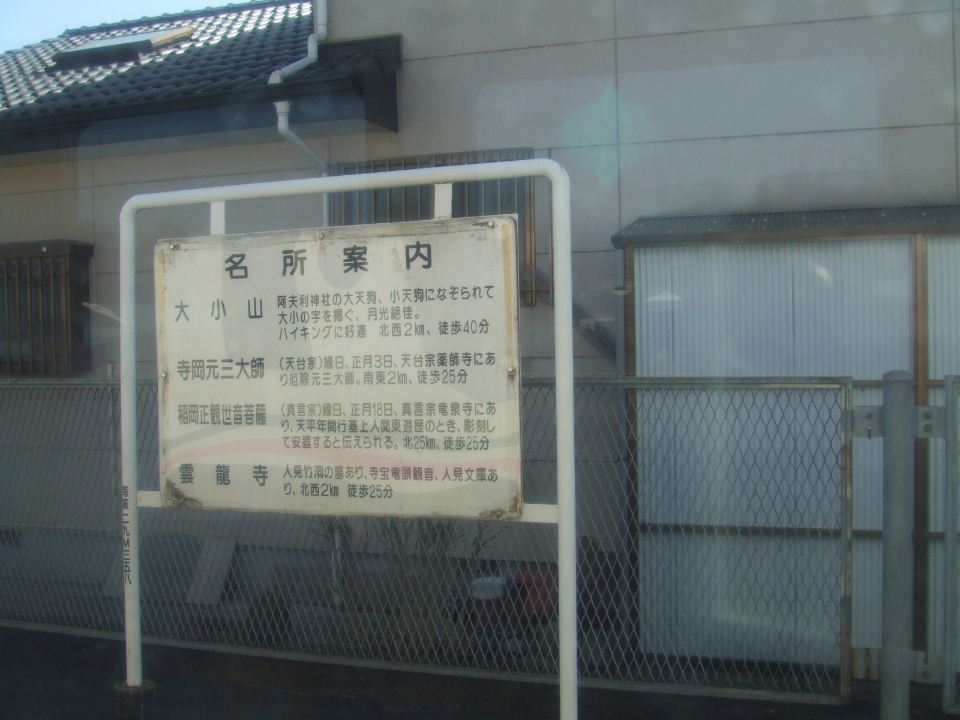 名所案内
大小山 阿夫利神社の大天狗、小天狗になぞられて
大小の字を掲ぐ、月光絶佳。
ハイキングに好適 北西2km、徒歩40分
寺岡元三大師 (天台宗)縁日、正月3日、天台宗薬師寺にあ
り厄除元三大師。南東2km、徒歩25分
稲岡正観世音菩薩 (真言宗)縁日、正月18日、真言宗竜泉寺にあ
り、天平年間行基上人関東遊歴のとき、彫刻し
て安置すると伝えられる。北25km、徒歩25分
雲龍寺 人見竹洞の墓あり、寺宝竜頭観音、人見文庫あ
り、北西2km 徒歩25分